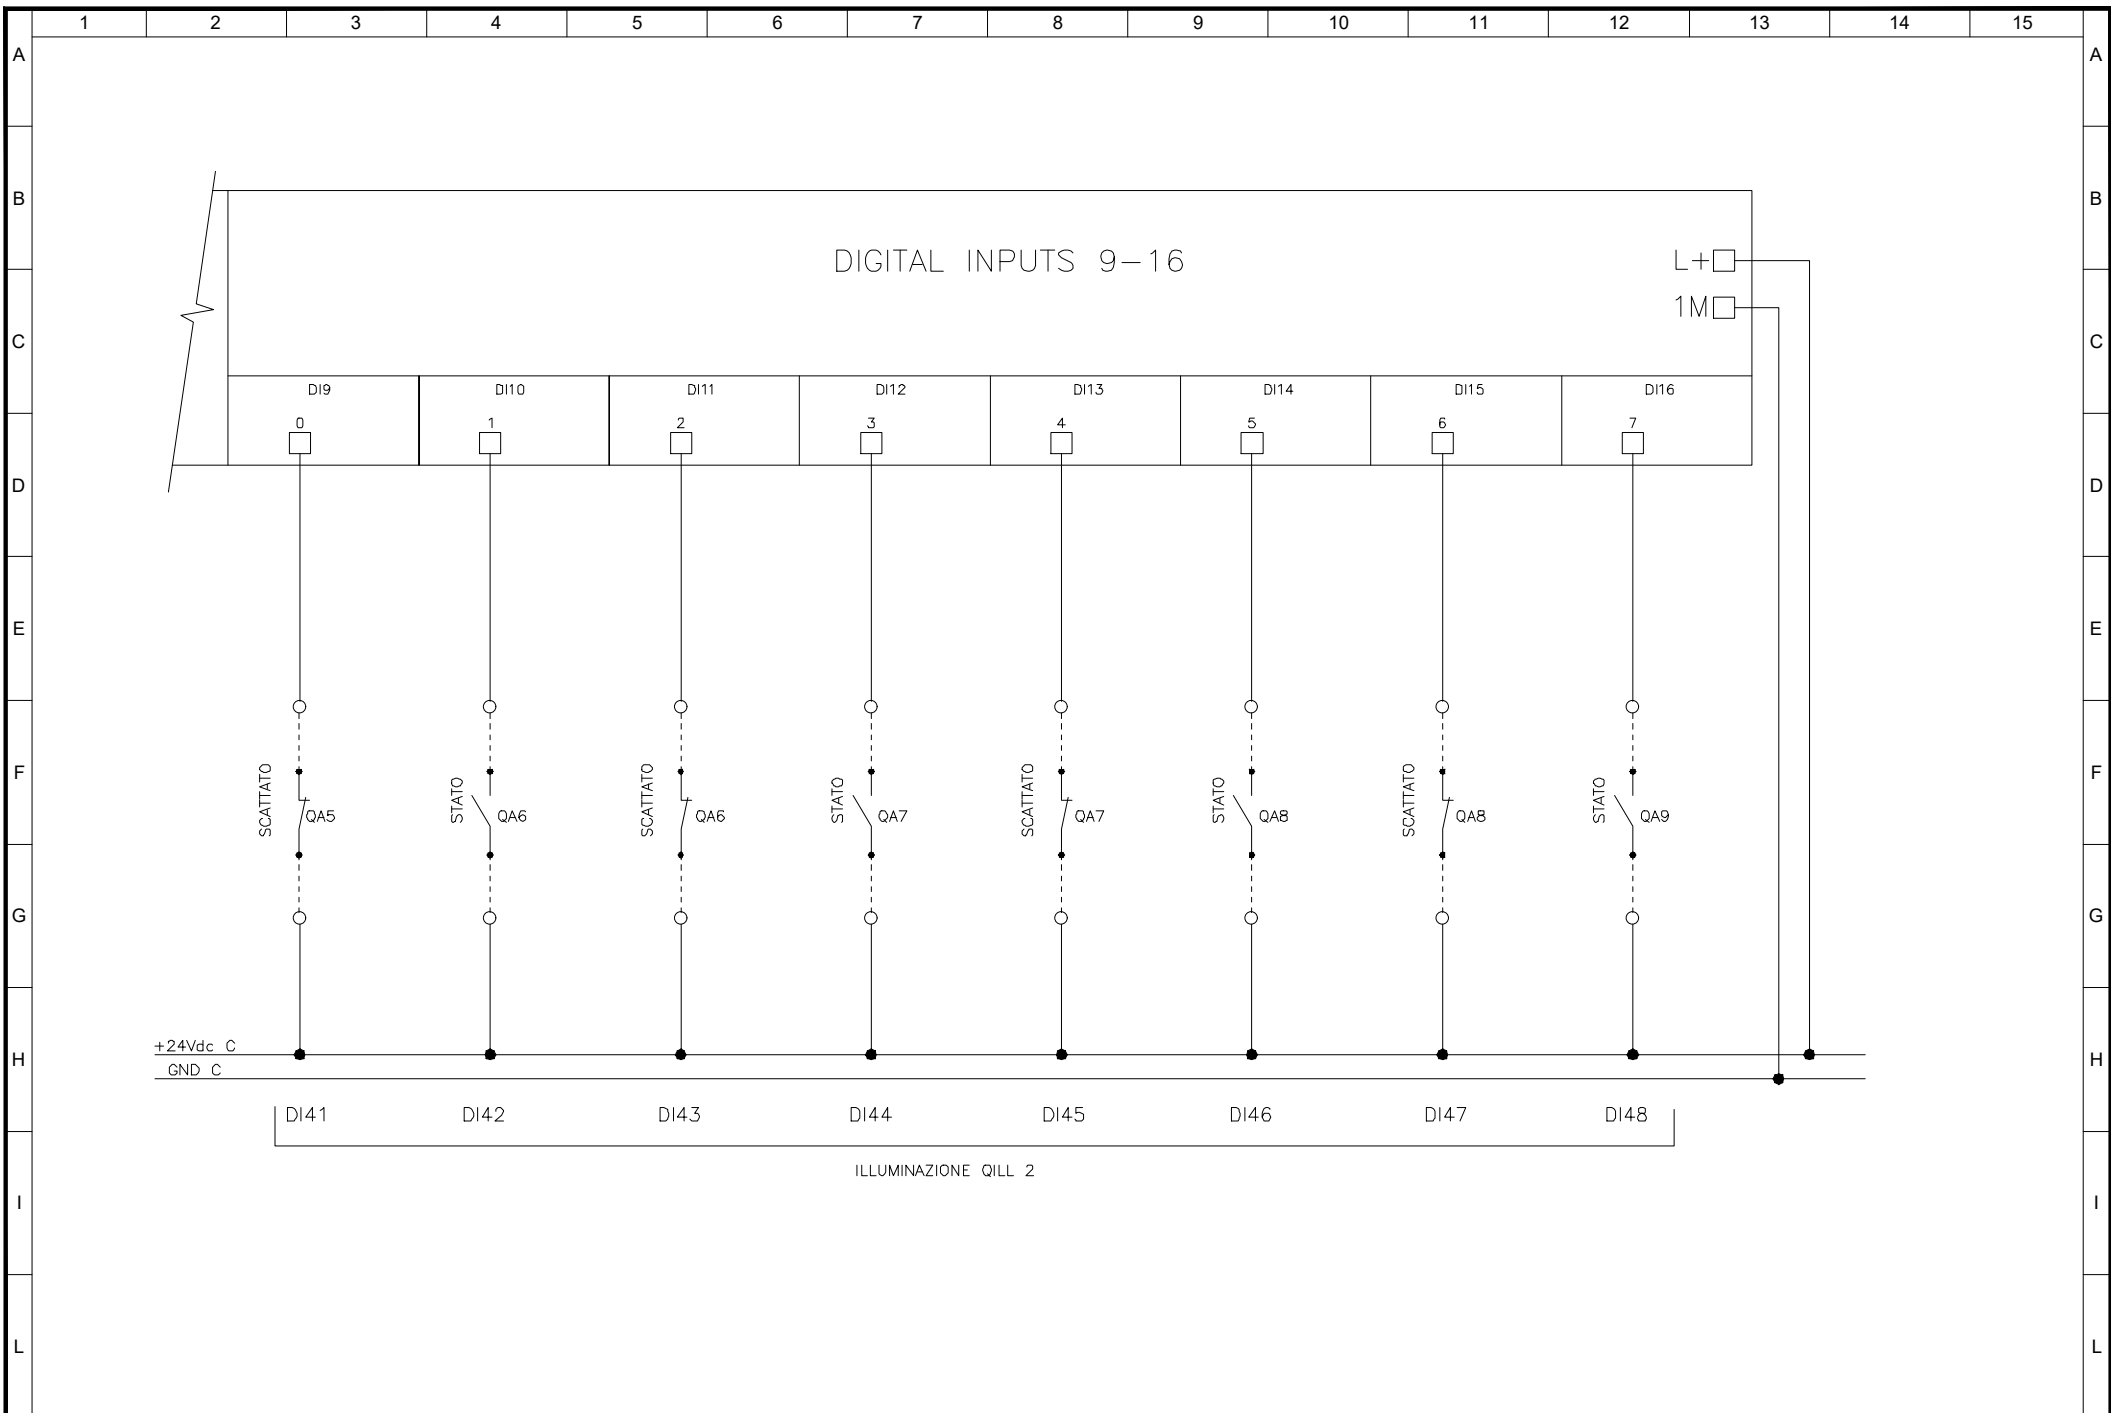 1 2 3 4 5 6 7 8 9 10 11 12 13 14 15
A A
B B
DIGITAL INPUTS 9-16
L+
1M
C C
DI9 DI10 DI11 DI12 DI13 DI14 DI15 DI16
0 1 2 3 4 5 6 7
D D
E E
F F
SCATTATO QA5 STATO QA6 SCATTATO QA6 STATO QA7 SCATTATO QA7 STATO QA8 SCATTATO QA8 STATO QA9
G G
+24Vdc C
H H
GND C
DI41 DI42 DI43 DI44 DI45 DI46 DI47 DI48
ILLUMINAZIONE QILL 2
I I
L L